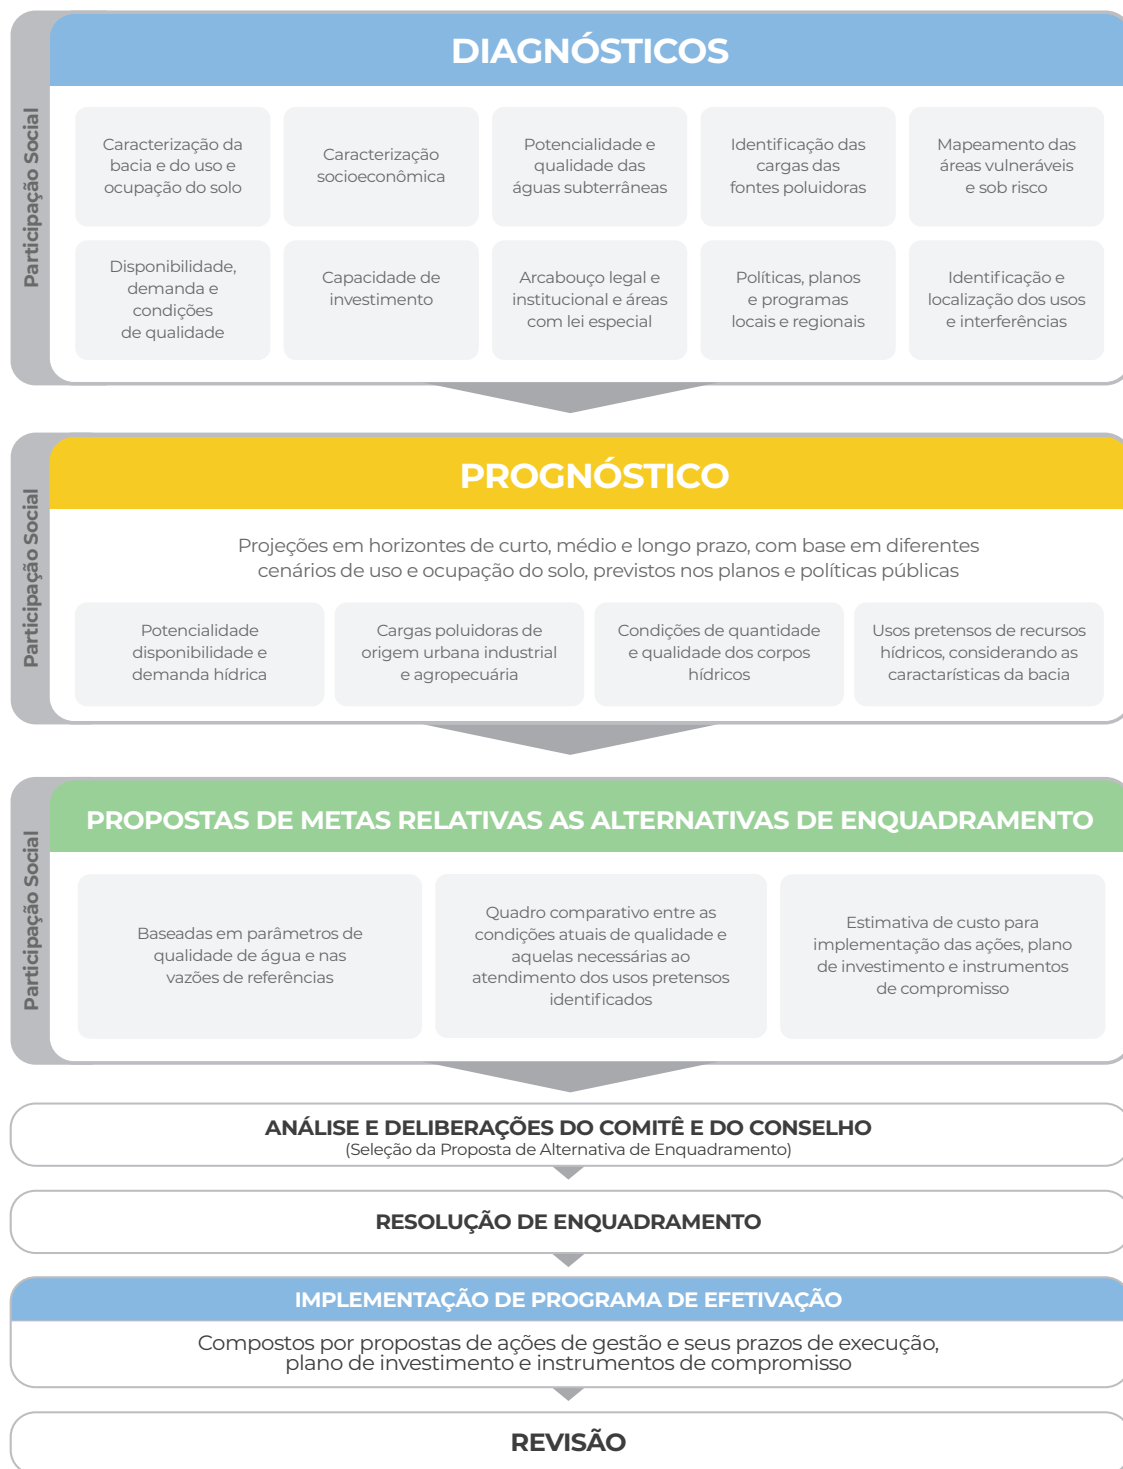 Participação Social
DIAGNÓSTICOS
Caracterização da
bacia e do uso e
ocupação do solo
Caracterização
socioeconômica
Potencialidade e
qualidade das
águas subterrâneas
Identificação das
cargas das
fontes poluidoras
Mapeamento das
áreas vulneráveis
e sob risco
Disponibilidade,
demanda e
condições
de qualidade
Capacidade de
investimento
Arcabouço legal e
institucional e áreas
com lei especial
Políticas, planos
e programas
locais e regionais
Identificação e
localização dos usos
e interferências
Participação Social
PROGNÓSTICO
Projeções em horizontes de curto, médio e longo prazo, com base em diferentes
cenários de uso e ocupação do solo, previstos nos planos e políticas públicas
Potencialidade
disponibilidade e
demanda hídrica
Cargas poluidoras de
origem urbana industrial
e agropecuária
Condições de quantidade
e qualidade dos corpos
hídricos
Usos pretensos de recursos
hídricos, considerando as
caractarísticas da bacia
Participação Social
PROPOSTAS DE METAS RELATIVAS AS ALTERNATIVAS DE ENQUADRAMENTO
Baseadas em parâmetros de
qualidade de água e nas
vazões de referências
Quadro comparativo entre as
condições atuais de qualidade e
aquelas necessárias ao
atendimento dos usos pretensos
identificados
Estimativa de custo para
implementação das ações, plano
de investimento e instrumentos
de compromisso
ANÁLISE E DELIBERAÇÕES DO COMITÊ E DO CONSELHO
(Seleção da Proposta de Alternativa de Enquadramento)
RESOLUÇÃO DE ENQUADRAMENTO
IMPLEMENTAÇÃO DE PROGRAMA DE EFETIVAÇÃO
Compostos por propostas de ações de gestão e seus prazos de execução,
plano de investimento e instrumentos de compromisso
REVISÃO